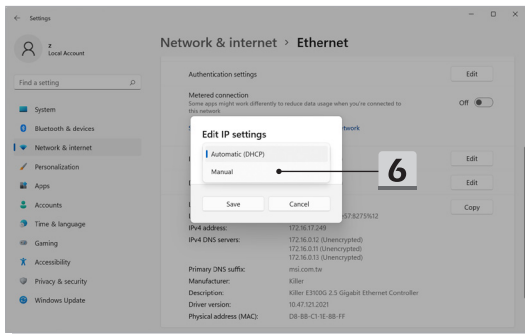 Settings
z
Local Account
Find a setting
System
Bluetooth & devices
Network & internet
Personalization
Apps
Accounts
Time & language
Gaming
Accessibility
Privacy & security
Windows Update
Network & internet › Ethernet
Authentication settings
Edit
Metered connection
Some apps might work differently to reduce data usage when you're connected to
this network
Off
Edit IP settings
Automatic (DHCP)
Manual
6
Save
Cancel
Edit
Edit
Copy
IPv4 address:
172.16.17.249
IPv4 DNS servers:
172.16.0.12 (Unencrypted)
172.16.0.11 (Unencrypted)
172.16.0.13 (Unencrypted)
Primary DNS suffix:
msi.com.tw
Manufacturer:
Killer
Description:
Killer E3100G 2.5 Gigabit Ethernet Controller
Driver version:
10.47.121.2021
Physical address (MAC):
D8-BB-C1-1E-8B-FF